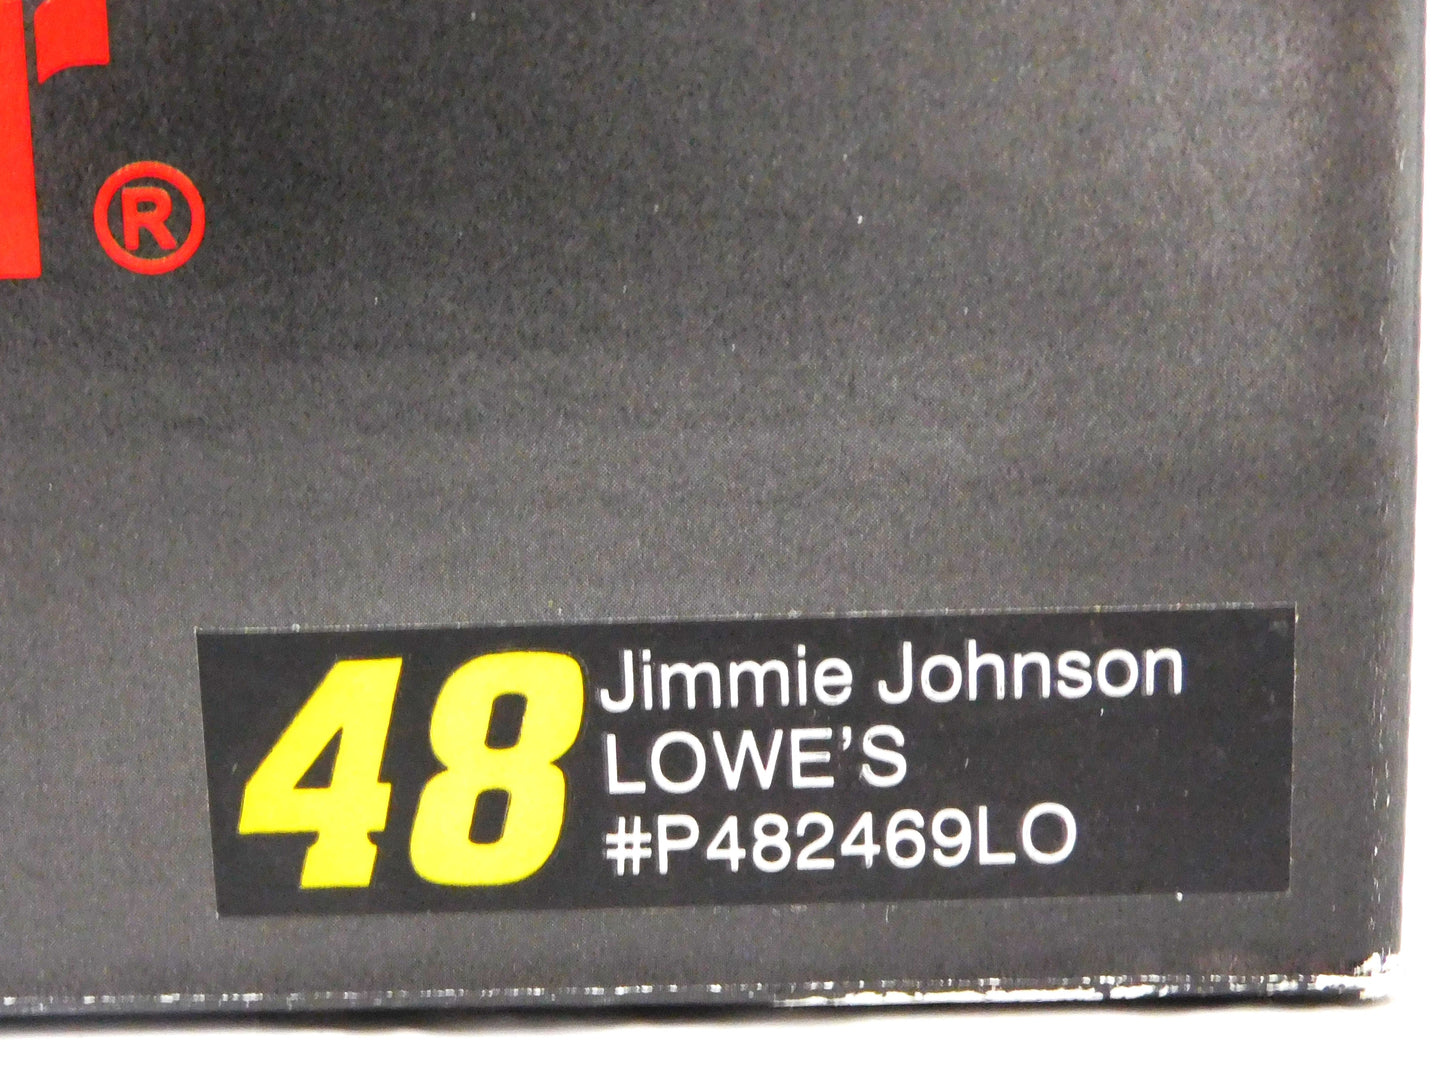 ®
48 Jimmie Johnson
LOWE'S
#P482469LO